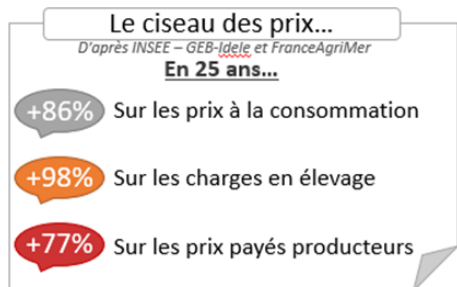 Le ciseau des prix...
D'après INSEE – GEB-Idele et FranceAgriMer
En 25 ans...
+86% Sur les prix à la consommation
+98% Sur les charges en élevage
+77% Sur les prix payés producteurs